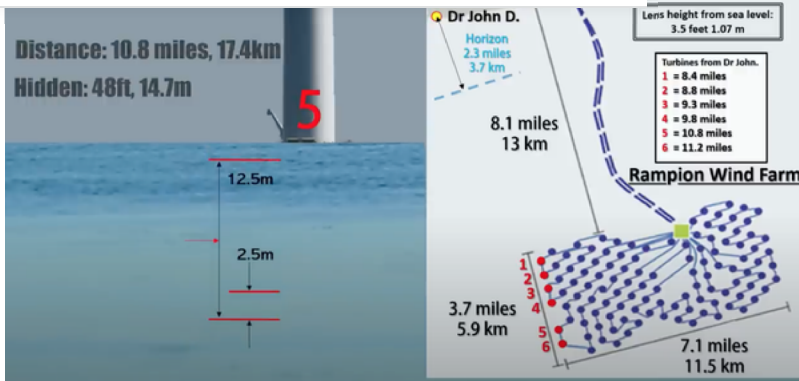 Distance: 10.8 miles, 17.4km
Hidden: 48ft, 14.7m
5
12.5m
2.5m
Dr John D.
Horizon
2.3 miles
3.7 km
Lens height from sea level:
3.5 feet 1.07 m
Turbines from Dr John.
1 = 8.4 miles
2 = 8.8 miles
3 = 9.3 miles
4 = 9.8 miles
5 = 10.8 miles
6 = 11.2 miles
8.1 miles
13 km
Rampion Wind Farm
1
2
3
4
5
6
3.7 miles
5.9 km
7.1 miles
11.5 km